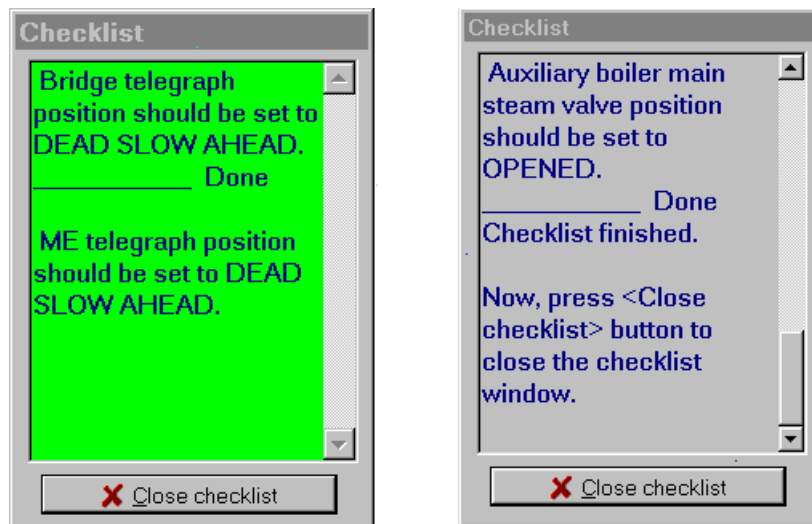 Checklist
Bridge telegraph
position should be set to
DEAD SLOW AHEAD.
____________ Done
ME telegraph position
should be set to DEAD
SLOW AHEAD.
Close checklist
Checklist
Auxiliary boiler main
steam valve position
should be set to
OPENED.
____________ Done
Checklist finished.
Now, press <Close
checklist> button to
close the checklist
window.
Close checklist